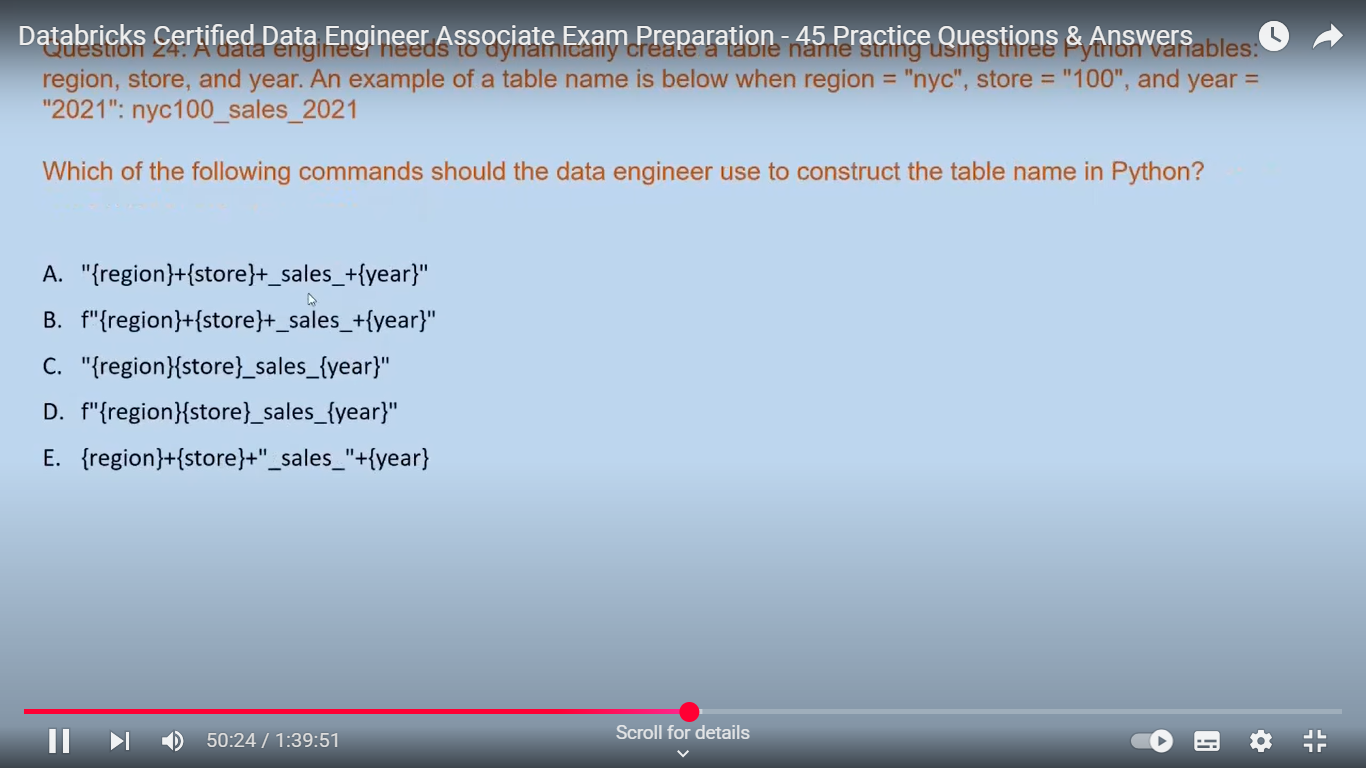 Databricks Certified Data Engineer Associate Exam Preparation - 45 Practice Questions & Answers
Question 24: A data engineer needs to dynamically create a table name string using three Python variables:
region, store, and year. An example of a table name is below when region = "nyc", store = "100", and year =
"2021": nyc100_sales_2021
Which of the following commands should the data engineer use to construct the table name in Python?
A. "{region}+{store}+_sales_+{year}"
B. f"{region}+{store}+_sales_+{year}"
C. "{region}{store}_sales_{year}"
D. f"{region}{store}_sales_{year}"
E. {region}+{store}+"_sales_"+{year}
50:24 / 1:39:51
Scroll for details